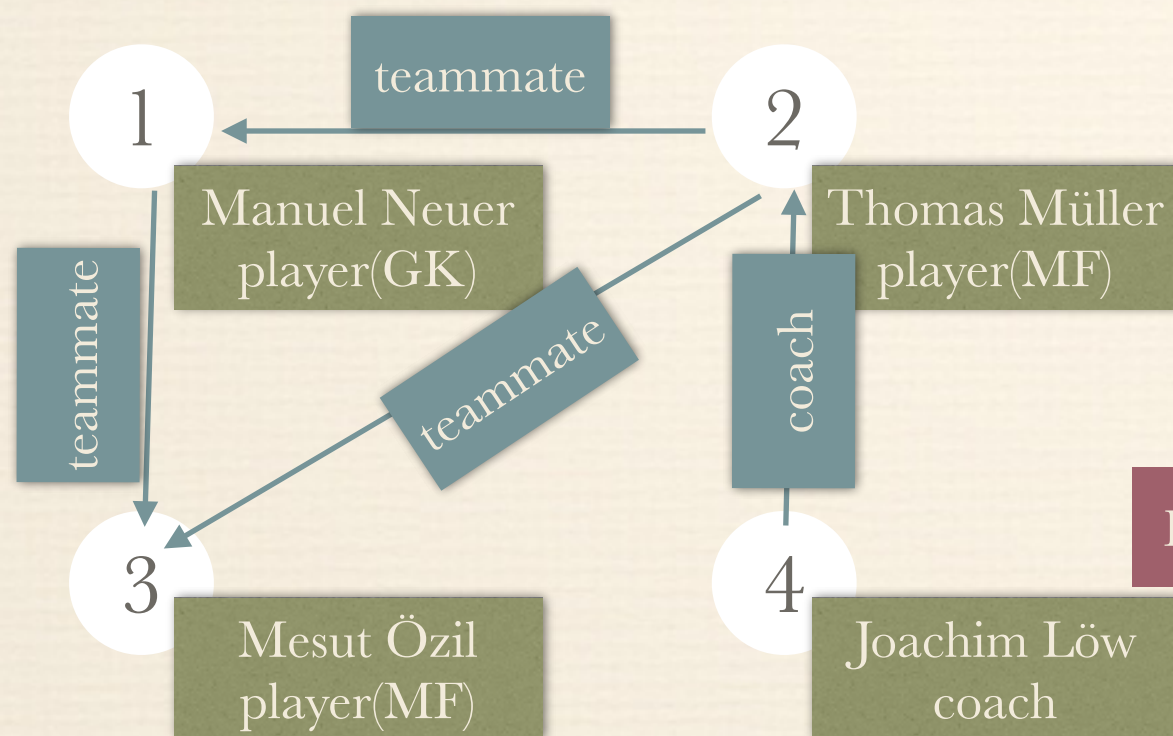 teammate
1
2
Manuel Neuer
player(GK)
Thomas Müller
player(MF)
teammate
teammate
coach
3
4
Mesut Özil
player(MF)
Joachim Löw
coach